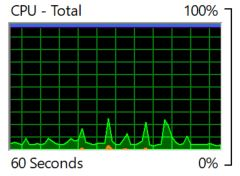 CPU - Total 100%
60 Seconds 0%